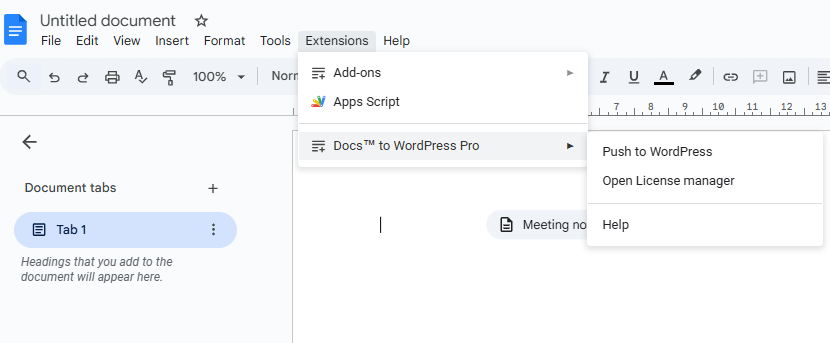 Untitled document
File Edit View Insert Format Tools Extensions Help
100% Norr
Add-ons
Apps Script
Docs™ to WordPress Pro
Push to WordPress
Open License manager
Help
7 8 9 10 11 12 13
Document tabs
Tab 1
Headings that you add to the
document will appear here.
Meeting no